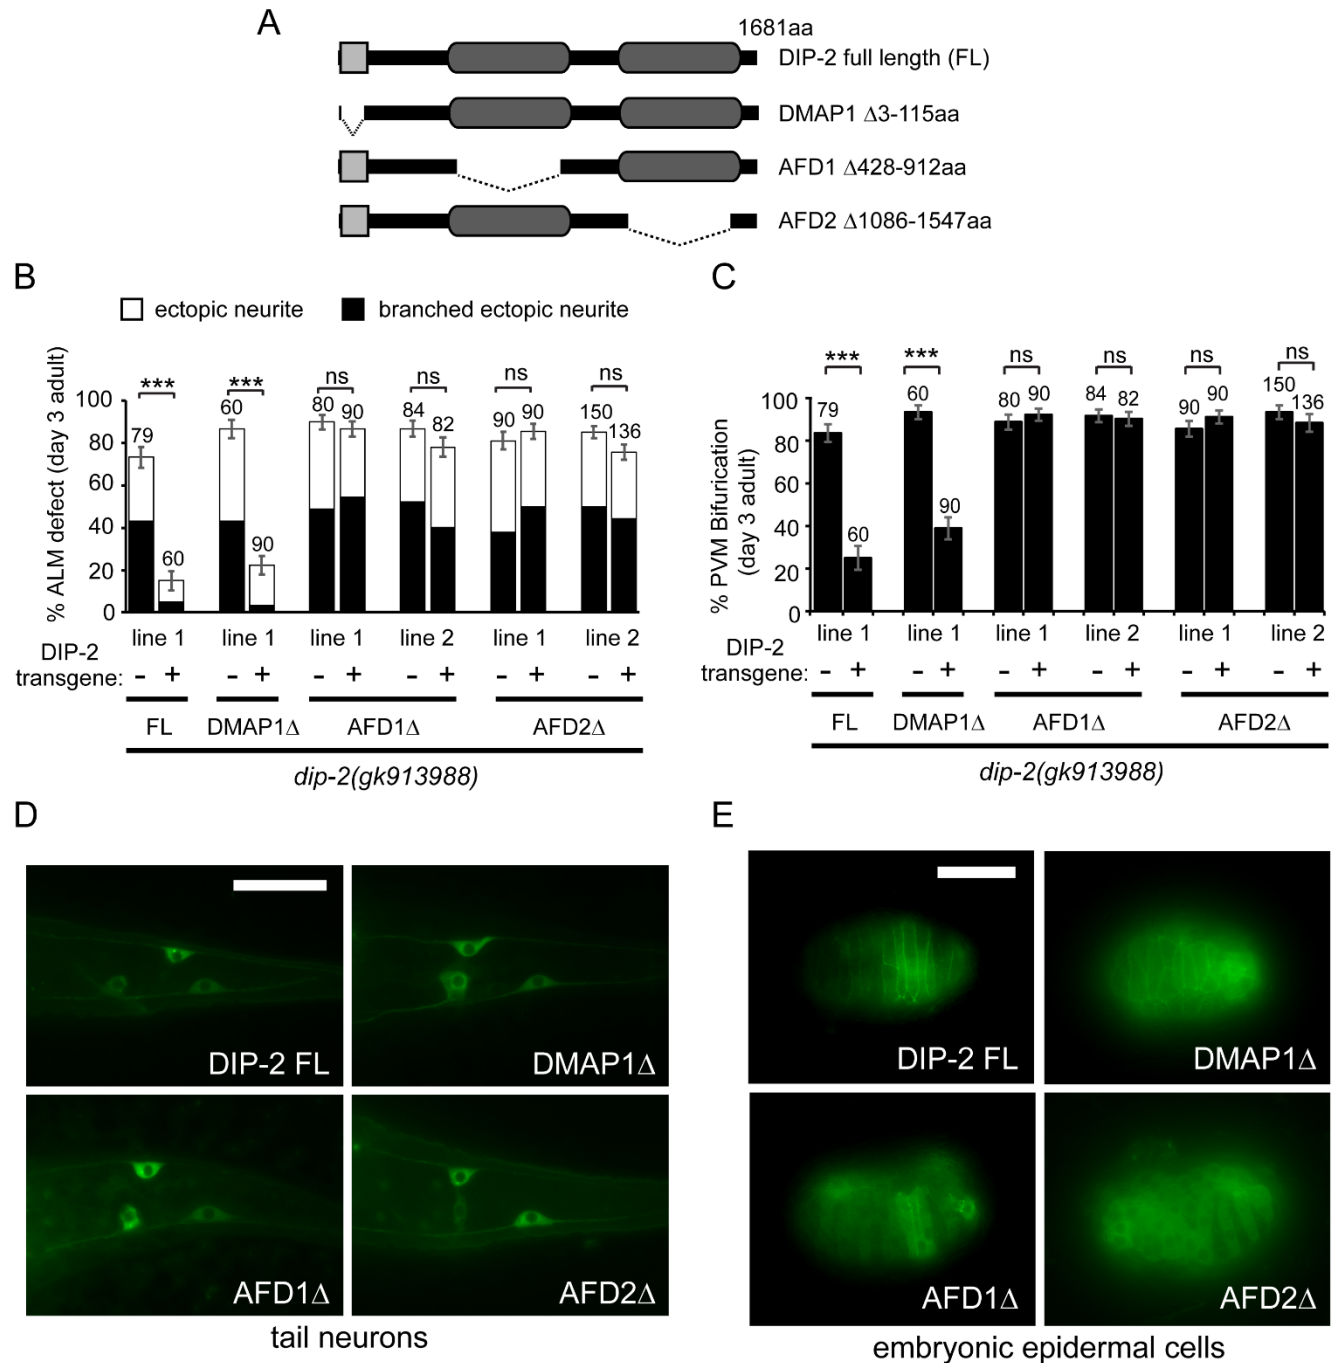 A
1681aa
DIP-2 full length (FL)
DMAP1 Δ3-115aa
AFD1 Δ428-912aa
AFD2 Δ1086-1547aa
B
ectopic neurite
branched ectopic neurite
% ALM defect (day 3 adult)
100
80
60
40
20
0
*** *** ns ns ns ns
79 60 60 90 80 90 84 82 90 90 150 136
line 1 line 1 line 1 line 2 line 1 line 2
DIP-2
transgene: - + - + - + - + - + - +
FL DMAP1Δ AFD1Δ AFD2Δ
dip-2(gk913988)
C
% PVM Bifurication
(day 3 adult)
100
80
60
40
20
0
*** *** ns ns ns ns
79 60 60 90 80 90 84 82 90 90 150 136
line 1 line 1 line 1 line 2 line 1 line 2
DIP-2
transgene: - + - + - + - + - + - +
FL DMAP1Δ AFD1Δ AFD2Δ
dip-2(gk913988)
D
DIP-2 FL
DMAP1Δ
AFD1Δ
AFD2Δ
tail neurons
E
DIP-2 FL
DMAP1Δ
AFD1Δ
AFD2Δ
embryonic epidermal cells